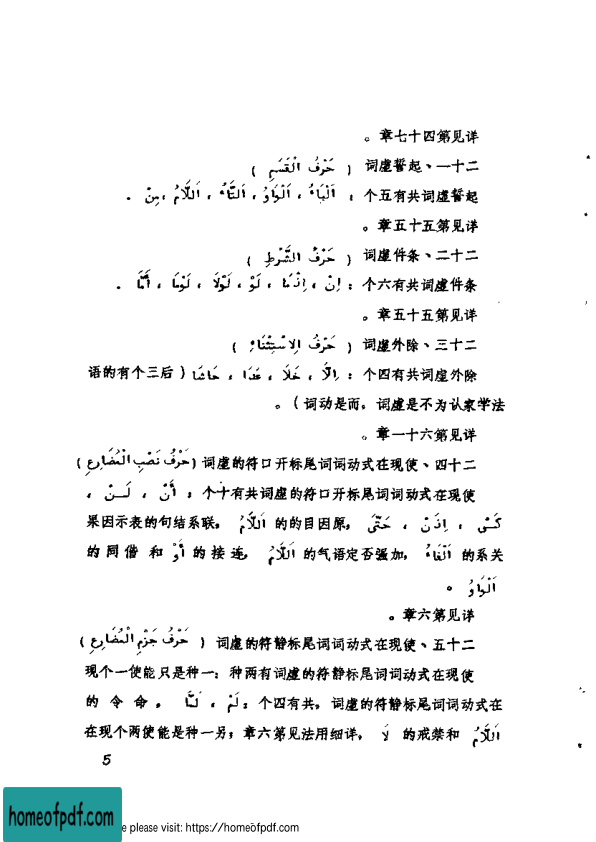 详见第四十七章。
二十一、起誓虚词 ( حَرْفُ الْقَسَمِ )
起誓虚词共有五个：اَلْبَاءُ ، اَلْوَاوُ ، اَلتَّاءُ ، اَللَّامُ ، مِنْ .
详见第五十五章。
二十二、条件虚词 ( حَرْفُ الشَّرْطِ )
条件虚词共有六个：اِنْ ، اِذْمَا ، لَوْ ، لَوْلَا ، لَوْمَا ، أَمَّا .
详见第五十五章。
二十三、除外虚词 ( حَرْفُ الِاسْتِثْنَاءِ )
除外虚词共有四个：اِلَّا ، خَلَا ، عَدَا ، حَاشَا (后三个有的语
法学家认为不是虚词，而是动词)。
详见第六十一章。
二十四、使现在式动词词尾标开口符的虚词 (حَرْفُ نَصْبِ الْمُضَارِعِ)
使现在式动词词尾标开口符的虚词共有十个：أَنْ ، لَنْ ،
كَىْ ، اِذَنْ ، حَتَّى ، 原因目的的 اَللَّامُ，联系结句的表示因果
关系的 اَلْفَاءُ，加强否定语气的 اَللَّامُ，连接的 أَوْ 和偕同的
اَلْوَاوُ 。
详见第六章。
二十五、使现在式动词词尾标静符的虚词 ( حَرْفُ جَزْمِ الْمُضَارِعِ)
使现在式动词词尾标静符的虚词有两种：一种是只能使一个现
在式动词词尾标静符的虚词，共有四个：لَمْ ، لَمَّا ，命令的
اَللَّامُ 和禁戒的 لَا，详细用法见第六章；另一种是能使两个现在
5
homeofpdf.com
e please visit: https://homeofpdf.com